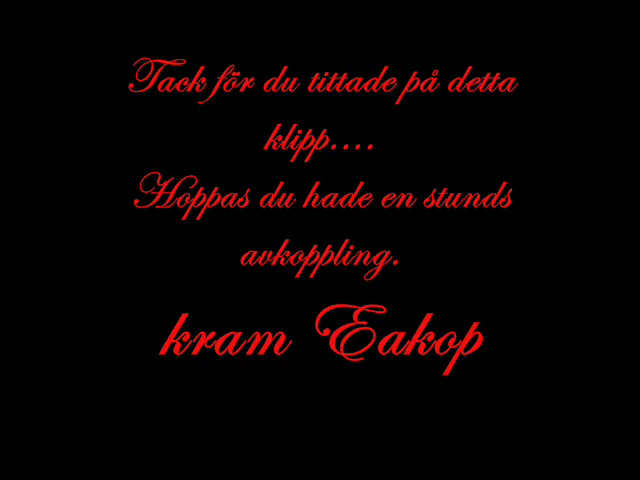 Tack för du tittade på detta
klipp....
Hoppas du hade en stunds
avkoppling.
kram Eakop